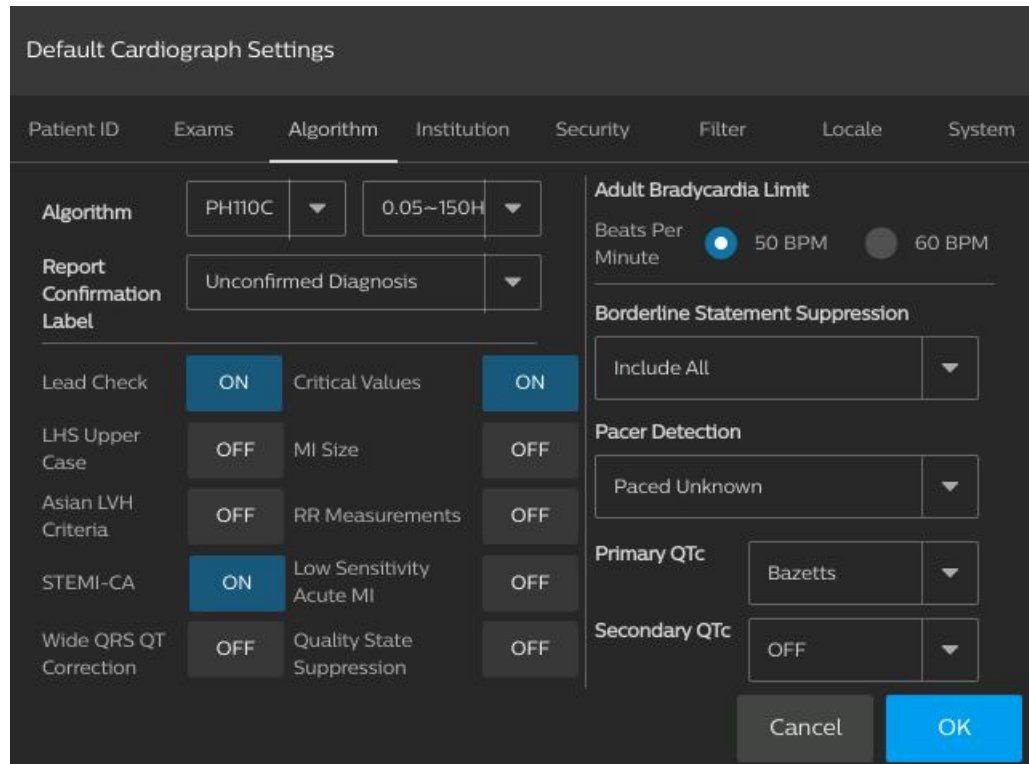 Default Cardiograph Settings
Patient ID Exams Algorithm Institution Security Filter Locale System
Algorithm PH110C 0.05~150H
Report
Confirmation
Label
Unconfirmed Diagnosis
Lead Check ON Critical Values ON
LHS Upper
Case
OFF MI Size OFF
Asian LVH
Criteria
OFF RR Measurements OFF
STEMI-CA ON Low Sensitivity
Acute MI
OFF
Wide QRS QT
Correction
OFF Quality State
Suppression
OFF
Adult Bradycardia Limit
Beats Per
Minute
50 BPM 60 BPM
Borderline Statement Suppression
Include All
Pacer Detection
Paced Unknown
Primary QTc Bazetts
Secondary QTc OFF
Cancel OK